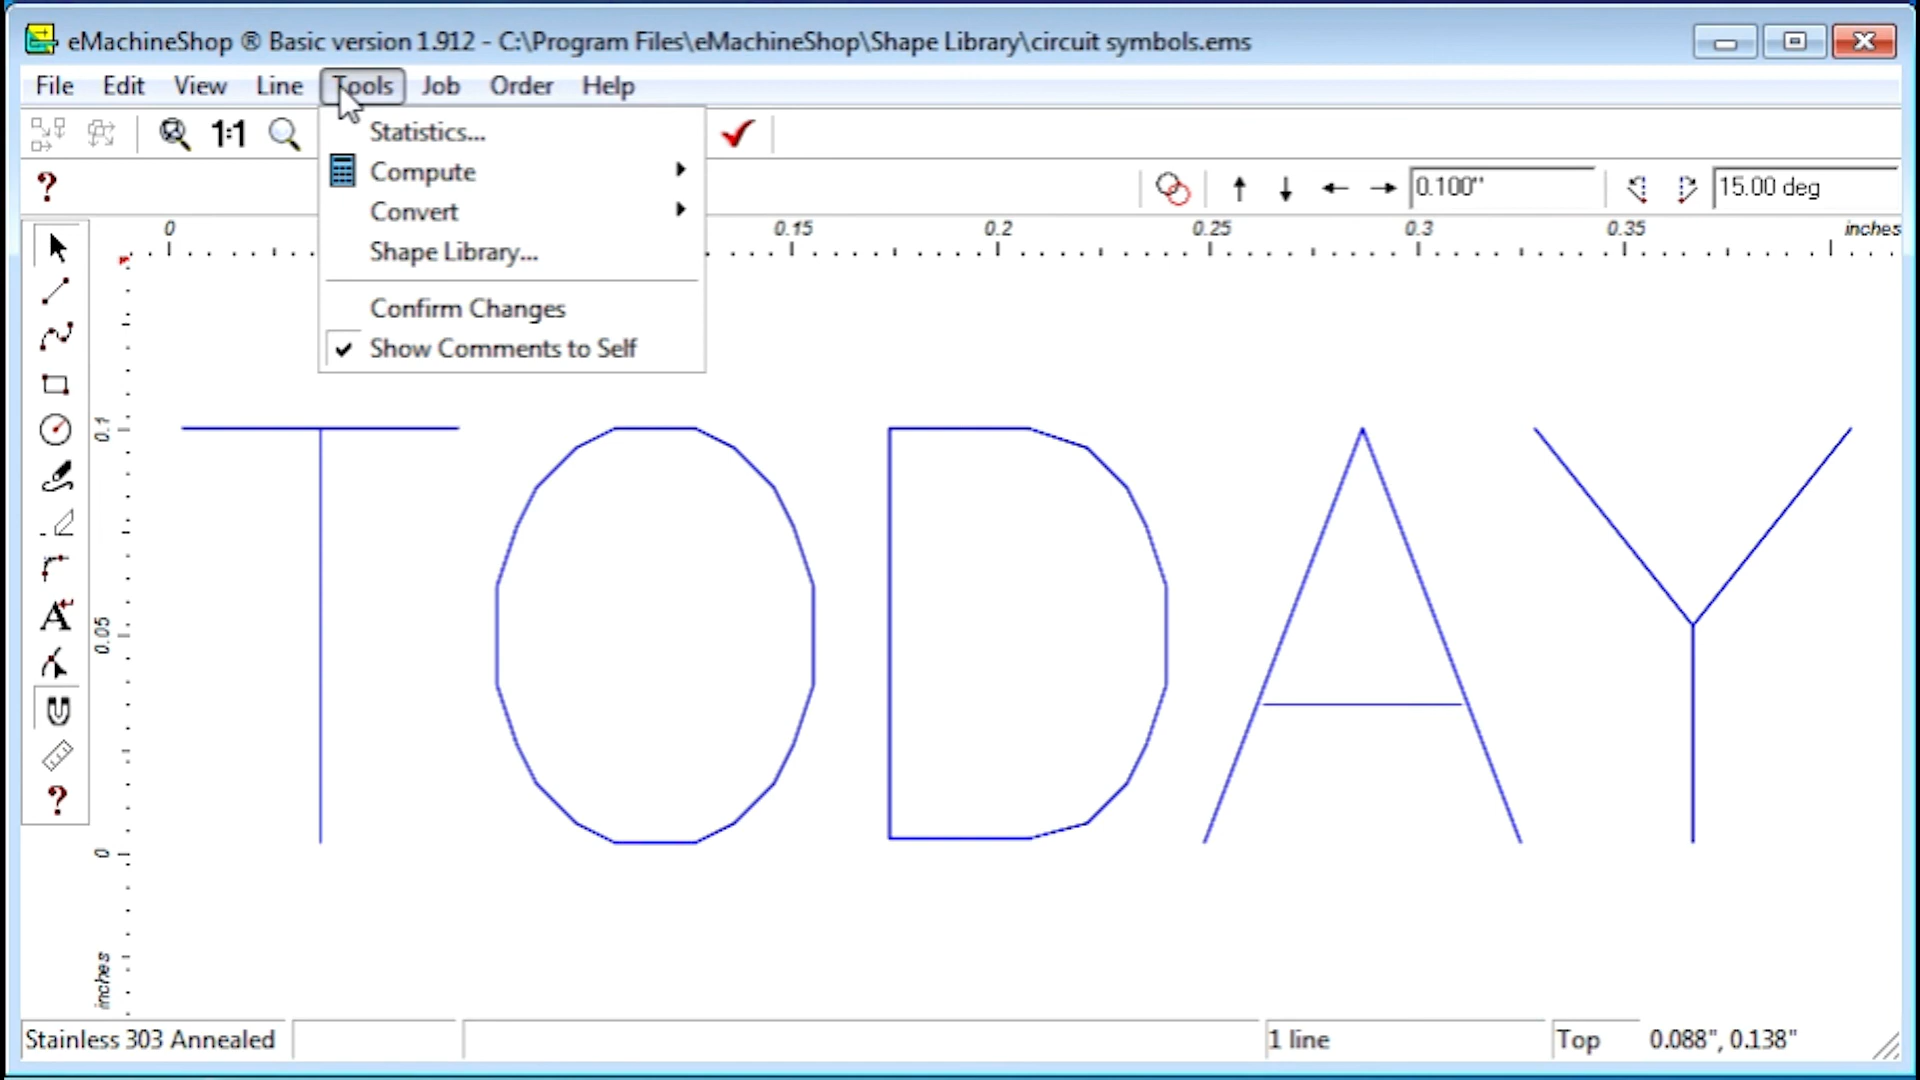 eMachineShop ® Basic version 1.912 - C:\Program Files\eMachineShop\Shape Library\circuit symbols.ems
File Edit View Line Tools Job Order Help
1:1
Statistics...
Compute
Convert
Shape Library...
Confirm Changes
Show Comments to Self
0.100"
15.00 deg
0 0.15 0.2 0.25 0.3 0.35 inches
0.1
0.05
0
inches
TODAY
Stainless 303 Annealed 1 line Top 0.088", 0.138"